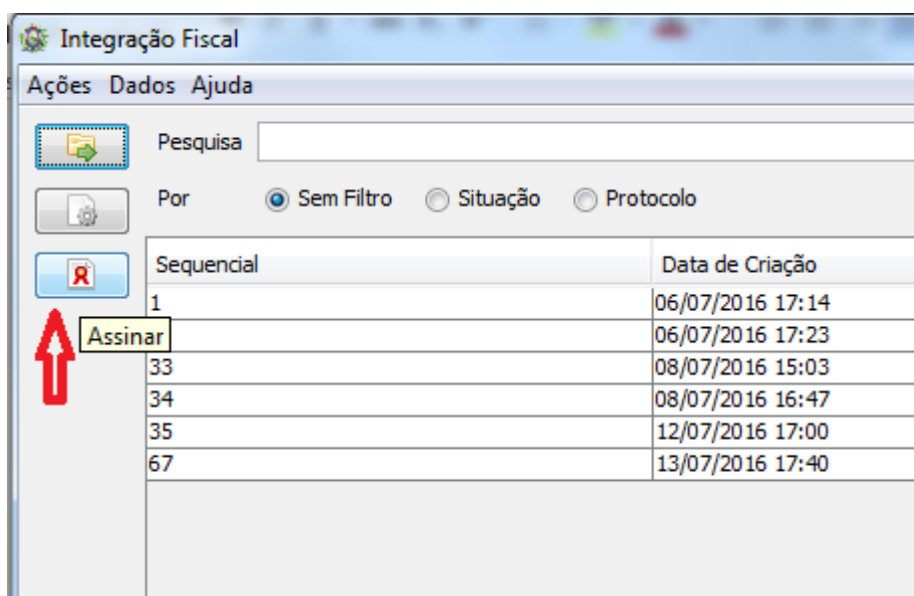 Integração Fiscal
Ações Dados Ajuda
Pesquisa
Por Sem Filtro Situação Protocolo
Sequencial Data de Criação
1 06/07/2016 17:14
Assinar 06/07/2016 17:23
33 08/07/2016 15:03
34 08/07/2016 16:47
35 12/07/2016 17:00
67 13/07/2016 17:40